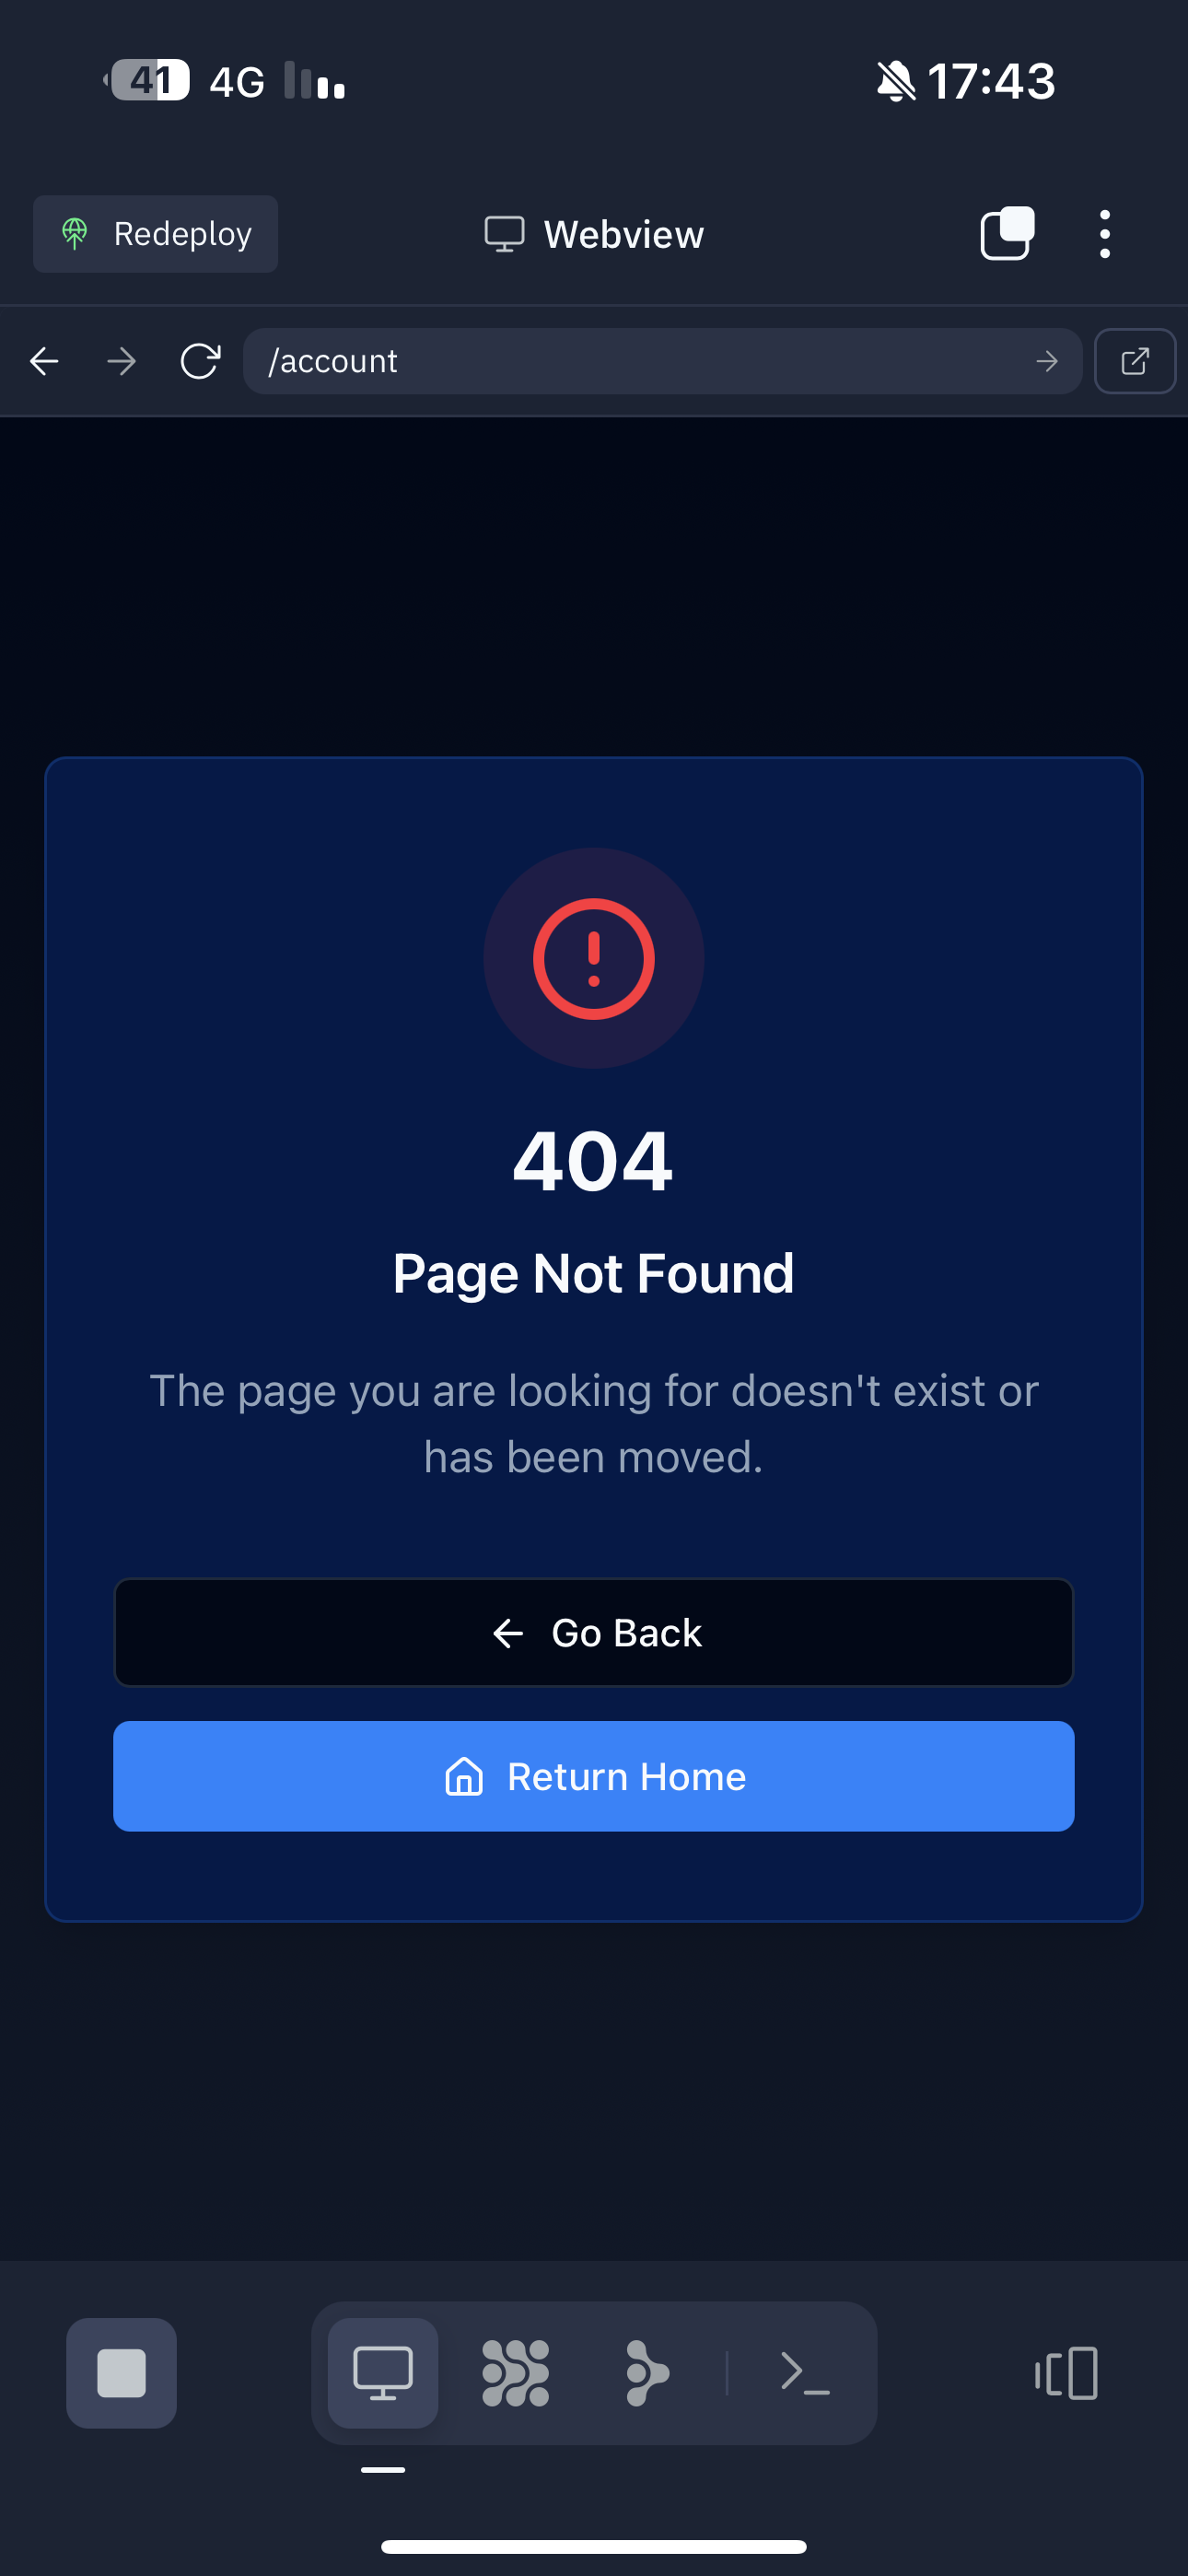 41 4G 17:43
Redeploy Webview
/account
404
Page Not Found
The page you are looking for doesn't exist or
has been moved.
Go Back
Return Home